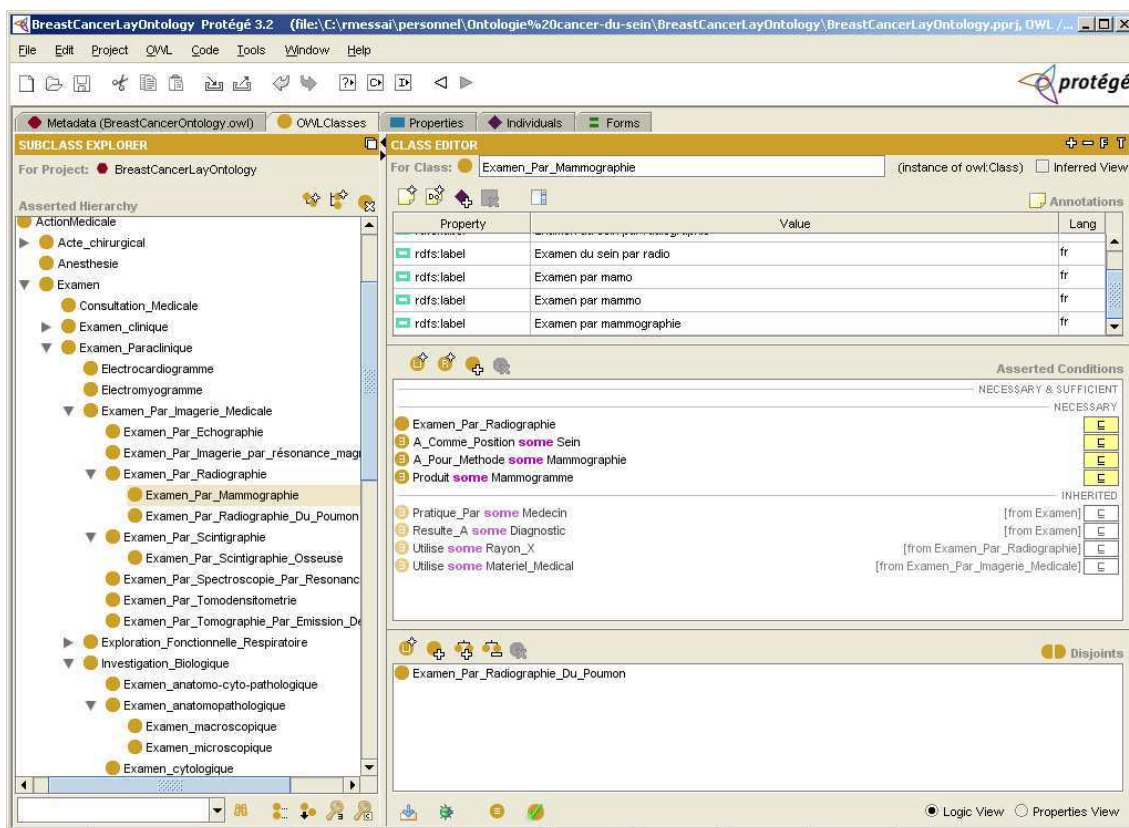 BreastCancerLayOntology Protégé 3.2 (file:\C:\rmessai\personnel\Ontologie%20cancer-du-sein\BreastCancerLayOntology\BreastCancerLayOntology.pprj, OWL / ...
File Edit Project OWL Code Tools Window Help
protégé
Metadata (BreastCancerOntology.owl) OWLClasses Properties Individuals Forms
SUBCLASS EXPLORER
For Project: BreastCancerLayOntology
Asserted Hierarchy
ActionMedicale
Acte_chirurgical
Anesthesie
Examen
Consultation_Medicale
Examen_clinique
Examen_Paraclinique
Electrocardiogramme
Electromyogramme
Examen_Par_Imagerie_Medicale
Examen_Par_Echographie
Examen_Par_Imagerie_par_résonance_magn
Examen_Par_Radiographie
Examen_Par_Mammographie
Examen_Par_Radiographie_Du_Poumon
Examen_Par_Scintigraphie
Examen_Par_Scintigraphie_Osseuse
Examen_Par_Spectroscopie_Par_Resonanc
Examen_Par_Tomodensitometrie
Examen_Par_Tomographie_Par_Emission_De
Exploration_Fonctionnelle_Respiratoire
Investigation_Biologique
Examen_anatomo-cyto-pathologique
Examen_anatomopathologique
Examen_macroscopique
Examen_microscopique
Examen_cytologique
CLASS EDITOR
For Class: Examen_Par_Mammographie (instance of owl:Class) Inferred View
Annotations
Property Value Lang
rdfs:label Examen du sein par radio fr
rdfs:label Examen par mamo fr
rdfs:label Examen par mammo fr
rdfs:label Examen par mammographie fr
Asserted Conditions
NECESSARY & SUFFICIENT
NECESSARY
Examen_Par_Radiographie
A_Comme_Position some Sein
A_Pour_Methode some Mammographie
Produit some Mammogramme
INHERITED
Pratique_Par some Medecin [from Examen]
Resulte_A some Diagnostic [from Examen]
Utilise some Rayon_X [from Examen_Par_Radiographie]
Utilise some Materiel_Medical [from Examen_Par_Imagerie_Medicale]
Disjoints
Examen_Par_Radiographie_Du_Poumon
Logic View Properties View